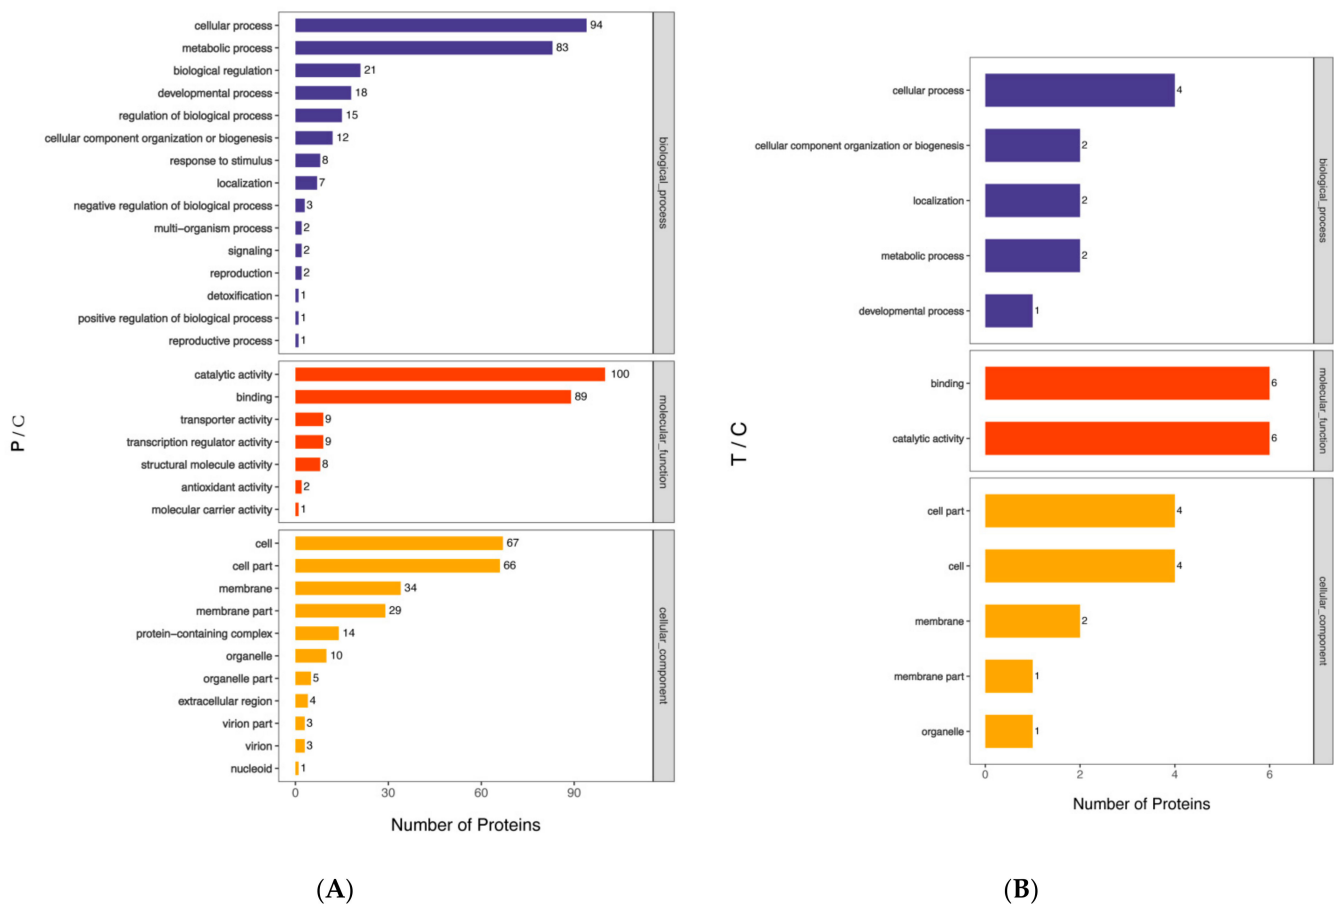 P / C
cellular process 94
metabolic process 83
biological regulation 21
developmental process 18
regulation of biological process 15
cellular component organization or biogenesis 12
response to stimulus 8
localization 7
negative regulation of biological process 3
multi−organism process 2
signaling 2
reproduction 2
detoxification 1
positive regulation of biological process 1
reproductive process 1
biological_process
catalytic activity 100
binding 89
transporter activity 9
transcription regulator activity 9
structural molecule activity 8
antioxidant activity 2
molecular carrier activity 1
molecular_function
cell 67
cell part 66
membrane 34
membrane part 29
protein−containing complex 14
organelle 10
organelle part 5
extracellular region 4
virion part 3
virion 3
nucleoid 1
cellular_component
0 30 60 90
Number of Proteins
(A)
T / C
cellular process 4
cellular component organization or biogenesis 2
localization 2
metabolic process 2
developmental process 1
biological_process
binding 6
catalytic activity 6
molecular_function
cell part 4
cell 4
membrane 2
membrane part 1
organelle 1
cellular_component
0 2 4 6
Number of Proteins
(B)